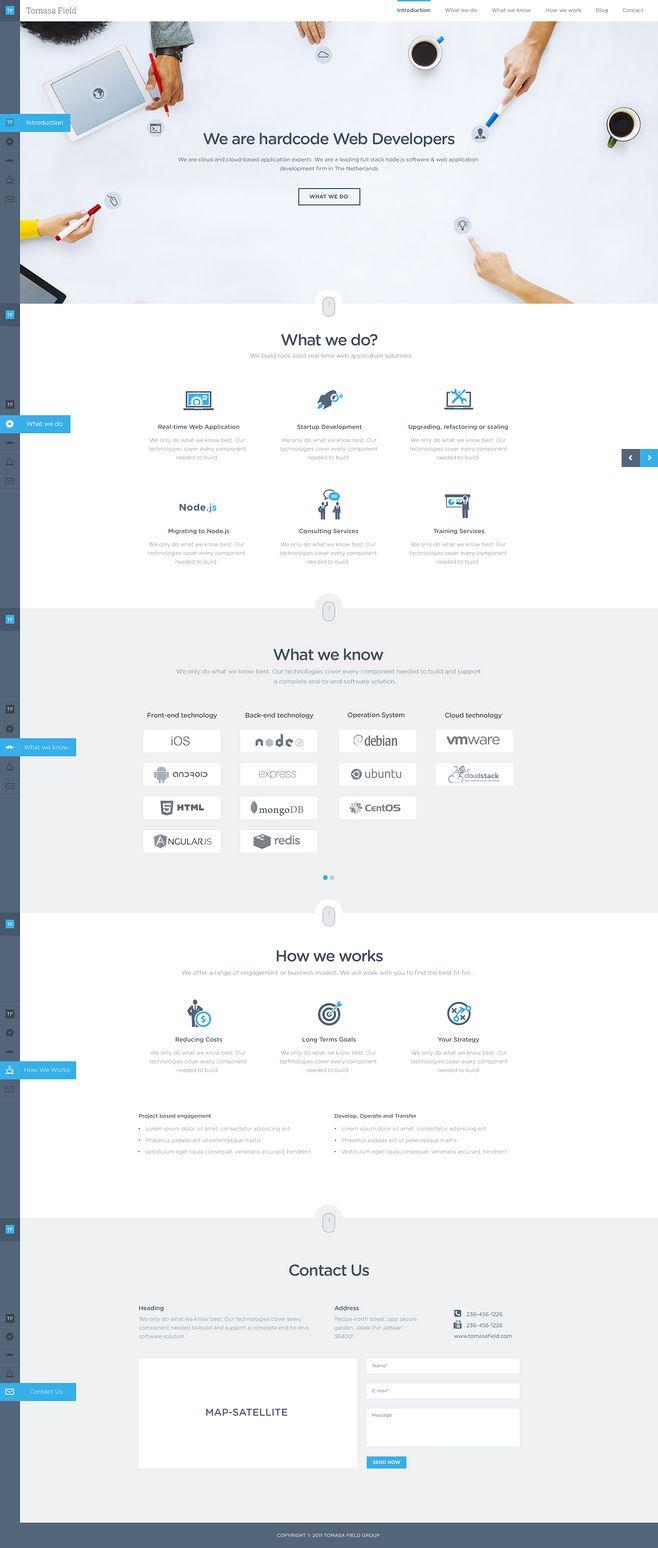 TF
Tomasa Field
Introduction
What we do
What we know
How we work
Blog
Contact
TF
Introduction
We are hardcode Web Developers
We are cloud and cloud-based application experts. We are a leading full stack node.js software & web application
development firm in The Netherlands
WHAT WE DO
TF
What we do?
We build rock solid real-time web application solutions
TF
What we do
Real-time Web Application
Startup Development
Upgrading, refactoring or scaling
We only do what we know best. Our
technologies cover every component
needed to build
We only do what we know best. Our
technologies cover every component
needed to build
We only do what we know best. Our
technologies cover every component
needed to build
Node.js
Migrating to Node.js
Consulting Services
Training Services
We only do what we know best. Our
technologies cover every component
needed to build
We only do what we know best. Our
technologies cover every component
needed to build
We only do what we know best. Our
technologies cover every component
needed to build
TF
What we know
We only do what we know best. Our technologies cover every component needed to build and support
a complete end-to-end software solution.
TF
What we know
Front-end technology
Back-end technology
Operation System
Cloud technology
iOS
node
debian
vmware
android
express
ubuntu
cloudstack
HTML
mongoDB
CentOS
ANGULARJS
redis
TF
How we works
We offer a range of engagement or business models. We will work with you to find the best fit for...
TF
How We Works
Reducing Costs
Long Terms Goals
Your Strategy
We only do what we know best. Our
technologies cover every component
needed to build
We only do what we know best. Our
technologies cover every component
needed to build
We only do what we know best. Our
technologies cover every component
needed to build
Project based engagement
Develop, Operate and Transfer
• Lorem ipsum dolor sit amet, consectetur adipiscing elit.
• Phasellus sodales elit ut pellentesque mattis
• Vestibulum eget ligula consequat, venenatis arcu sed, hendrerit
• Lorem ipsum dolor sit amet, consectetur adipiscing elit.
• Phasellus sodales elit ut pellentesque mattis
• Vestibulum eget ligula consequat, venenatis arcu sed, hendrerit
TF
Contact Us
TF
Contact Us
Heading
We only do what we know best. Our technologies cover every
component needed to build and support a complete end-to-end
software solution.
Address
Recipe north street, opp secure
garden. Jalaal Pur Jattaan.
364001.
236-456-1226
236-456-1226
www.tomasafield.com
MAP-SATELLITE
Name*
E-mail*
Message
SEND NOW
COPYRIGHT © 2011 TOMASA FIELD GROUP